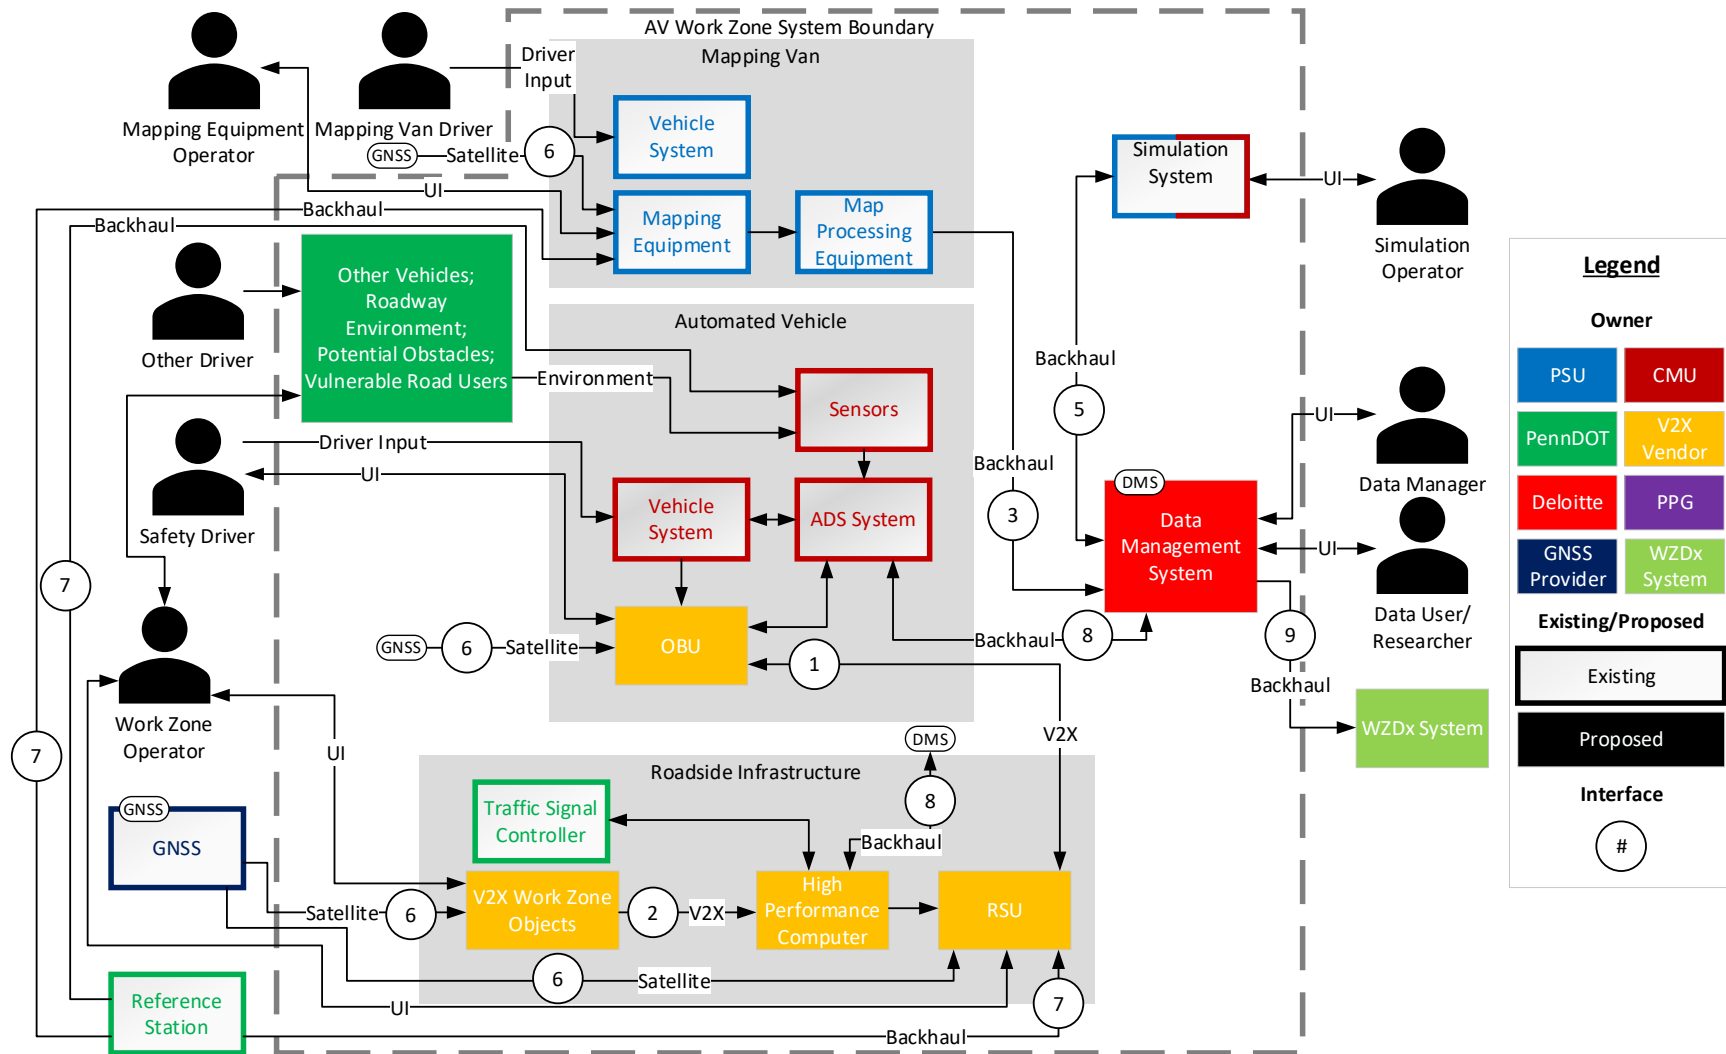 AV Work Zone System Boundary
Mapping Van
Driver
Input
Mapping Equipment
Operator
Mapping Van Driver
GNSS
Satellite
6
UI
Backhaul
Backhaul
Vehicle
System
Mapping
Equipment
Map
Processing
Equipment
Simulation
System
UI
Simulation
Operator
Other Driver
Other Vehicles;
Roadway
Environment;
Potential Obstacles;
Vulnerable Road Users
Automated Vehicle
Environment
Sensors
Safety Driver
Driver Input
UI
Vehicle
System
ADS System
OBU
GNSS
6
Satellite
1
Backhaul
5
Backhaul
3
Backhaul
8
DMS
Data
Management
System
UI
Data Manager
UI
Data User/
Researcher
9
Backhaul
WZDx System
V2X
7
7
Work Zone
Operator
UI
Roadside Infrastructure
DMS
8
Backhaul
Traffic Signal
Controller
GNSS
GNSS
Satellite
6
V2X Work Zone
Objects
2
V2X
High
Performance
Computer
RSU
6
Satellite
UI
7
Reference
Station
Backhaul
Legend
Owner
PSU
CMU
PennDOT
V2X
Vendor
Deloitte
PPG
GNSS
Provider
WZDx
System
Existing/Proposed
Existing
Proposed
Interface
#